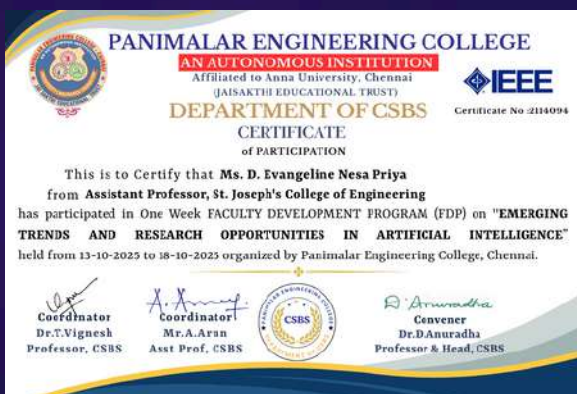 PANIMALAR ENGINEERING COLLEGE
AN AUTONOMOUS INSTITUTION
Affiliated to Anna University, Chennai
(JAISAKTHI EDUCATIONAL TRUST)
IEEE
DEPARTMENT OF CSBS
Certificate No :2114094
CERTIFICATE
of PARTICIPATION
This is to Certify that Ms. D. Evangeline Nesa Priya
from Assistant Professor, St. Joseph's College of Engineering
has participated in One Week FACULTY DEVELOPMENT PROGRAM (FDP) on "EMERGING
TRENDS AND RESEARCH OPPORTUNITIES IN ARTIFICIAL INTELLIGENCE"
held from 13-10-2025 to 18-10-2025 organized by Panimalar Engineering College, Chennai.
D. Anuradha
Coordinator
Dr.T.Vignesh
Professor, CSBS
Coordinator
Mr.A.Aran
Asst Prof, CSBS
CSBS
Convener
Dr.D.Anuradha
Professor & Head, CSBS